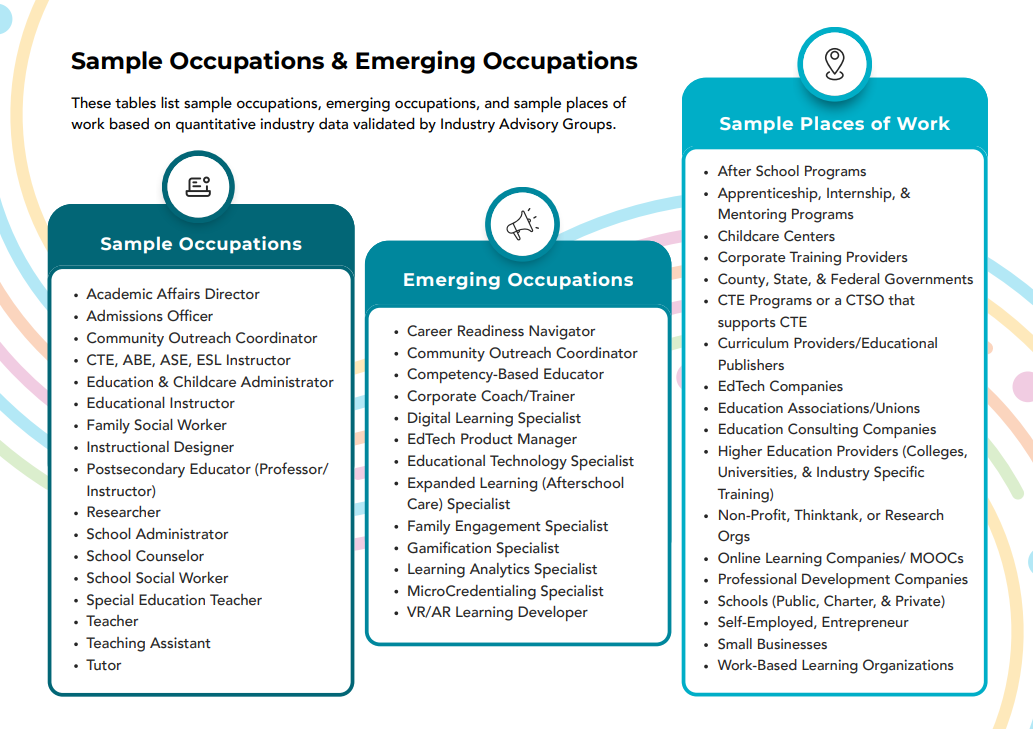 Sample Occupations & Emerging Occupations
These tables list sample occupations, emerging occupations, and sample places of
work based on quantitative industry data validated by Industry Advisory Groups.
Sample Occupations
• Academic Affairs Director
• Admissions Officer
• Community Outreach Coordinator
• CTE, ABE, ASE, ESL Instructor
• Education & Childcare Administrator
• Educational Instructor
• Family Social Worker
• Instructional Designer
• Postsecondary Educator (Professor/
Instructor)
• Researcher
• School Administrator
• School Counselor
• School Social Worker
• Special Education Teacher
• Teacher
• Teaching Assistant
• Tutor
Emerging Occupations
• Career Readiness Navigator
• Community Outreach Coordinator
• Competency-Based Educator
• Corporate Coach/Trainer
• Digital Learning Specialist
• EdTech Product Manager
• Educational Technology Specialist
• Expanded Learning (Afterschool
Care) Specialist
• Family Engagement Specialist
• Gamification Specialist
• Learning Analytics Specialist
• MicroCredentialing Specialist
• VR/AR Learning Developer
Sample Places of Work
• After School Programs
• Apprenticeship, Internship, &
Mentoring Programs
• Childcare Centers
• Corporate Training Providers
• County, State, & Federal Governments
• CTE Programs or a CTSO that
supports CTE
• Curriculum Providers/Educational
Publishers
• EdTech Companies
• Education Associations/Unions
• Education Consulting Companies
• Higher Education Providers (Colleges,
Universities, & Industry Specific
Training)
• Non-Profit, Thinktank, or Research
Orgs
• Online Learning Companies/ MOOCs
• Professional Development Companies
• Schools (Public, Charter, & Private)
• Self-Employed, Entrepreneur
• Small Businesses
• Work-Based Learning Organizations